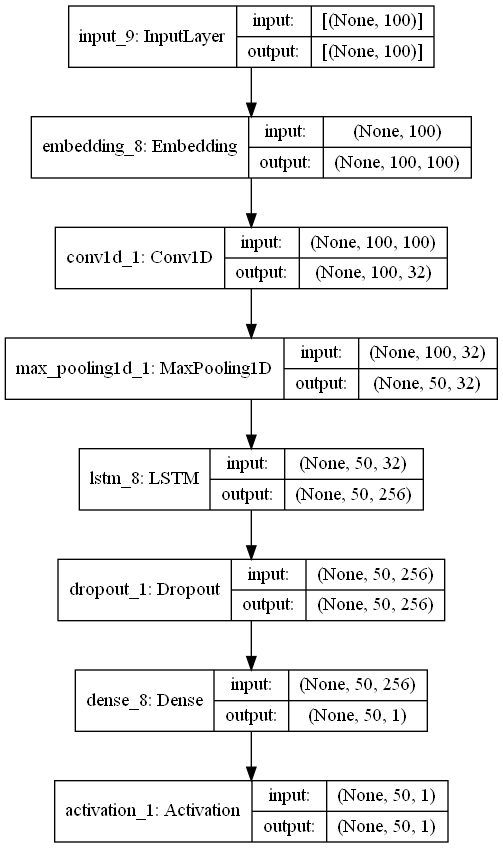 input_9: InputLayer
input:
[(None, 100)]
output:
[(None, 100)]
embedding_8: Embedding
input:
(None, 100)
output:
(None, 100, 100)
conv1d_1: Conv1D
input:
(None, 100, 100)
output:
(None, 100, 32)
max_pooling1d_1: MaxPooling1D
input:
(None, 100, 32)
output:
(None, 50, 32)
lstm_8: LSTM
input:
(None, 50, 32)
output:
(None, 50, 256)
dropout_1: Dropout
input:
(None, 50, 256)
output:
(None, 50, 256)
dense_8: Dense
input:
(None, 50, 256)
output:
(None, 50, 1)
activation_1: Activation
input:
(None, 50, 1)
output:
(None, 50, 1)